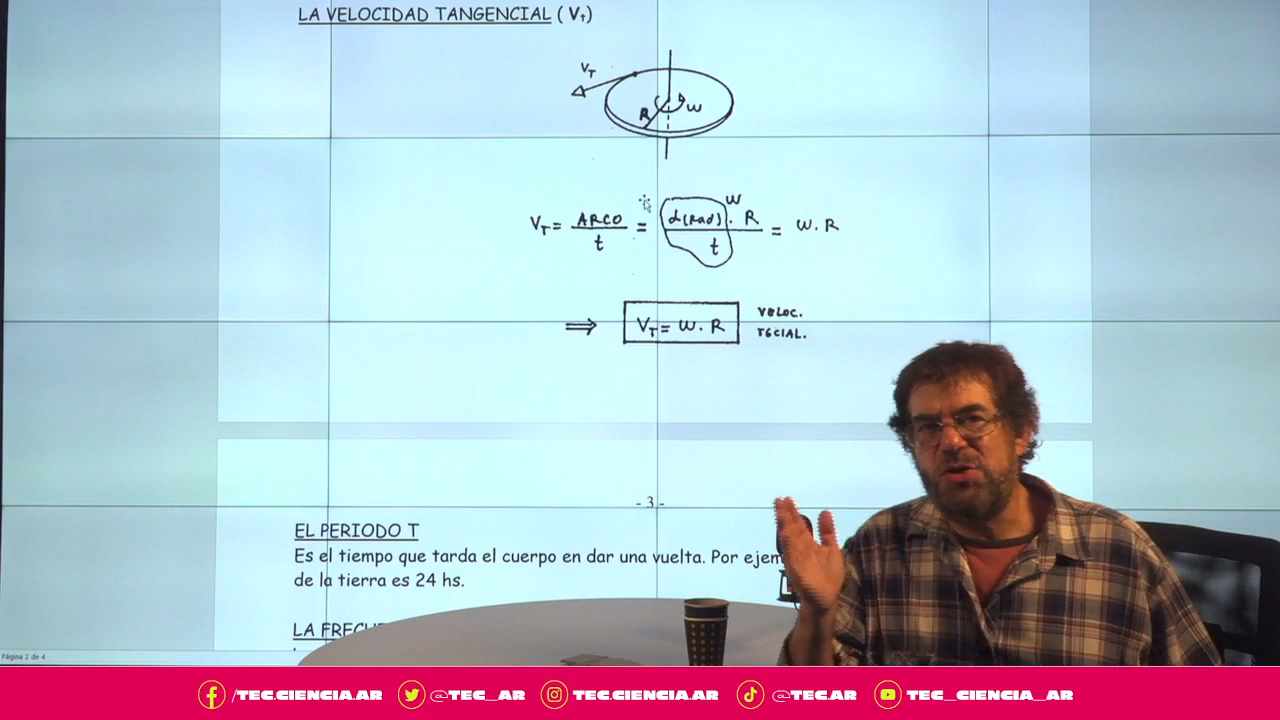 LA VELOCIDAD TANGENCIAL ( Vt)
VT
R
W
VT = ARCO / t = α(Rad) . R / t = W . R
W
⇒ VT = W . R
VELOC.
TGCIAL.
- 3 -
EL PERIODO T
Es el tiempo que tarda el cuerpo en dar una vuelta. Por ejem
de la tierra es 24 hs.
LA FRECU
Página 2 de 4
/TEC.CIENCIA.AR @TEC_AR TEC.CIENCIA.AR @TEC.AR TEC_CIENCIA_AR